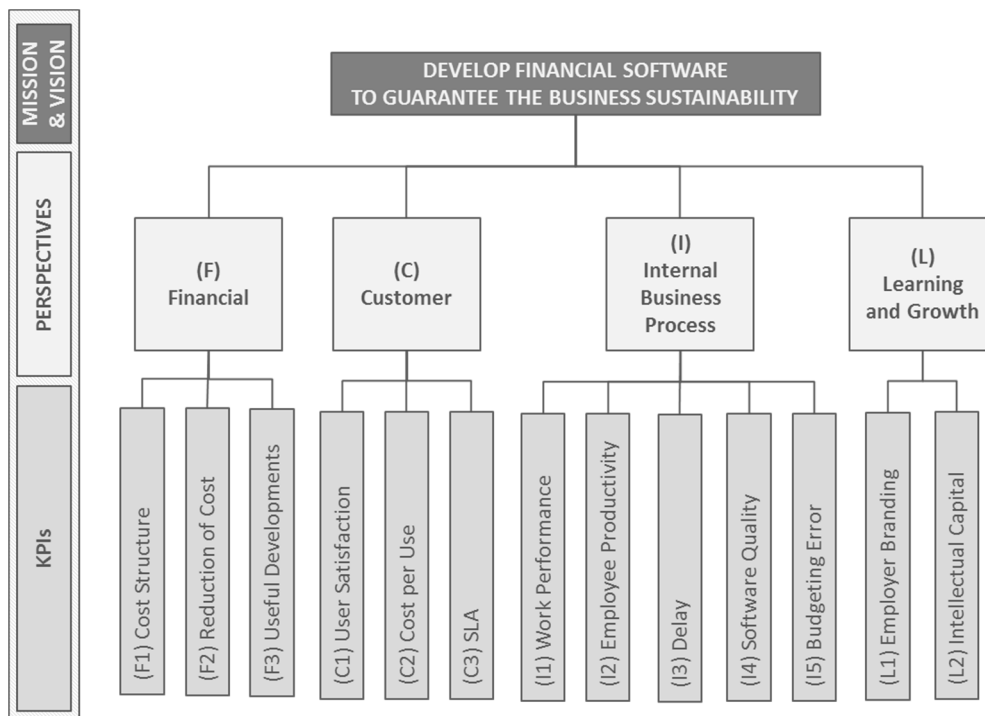 MISSION
& VISION
DEVELOP FINANCIAL SOFTWARE
TO GUARANTEE THE BUSINESS SUSTAINABILITY
PERSPECTIVES
(F)
Financial
(C)
Customer
(I)
Internal
Business
Process
(L)
Learning
and Growth
KPIs
(F1) Cost Structure
(F2) Reduction of Cost
(F3) Useful Developments
(C1) User Satisfaction
(C2) Cost per Use
(C3) SLA
(I1) Work Performance
(I2) Employee Productivity
(I3) Delay
(I4) Software Quality
(I5) Budgeting Error
(L1) Employer Branding
(L2) Intellectual Capital